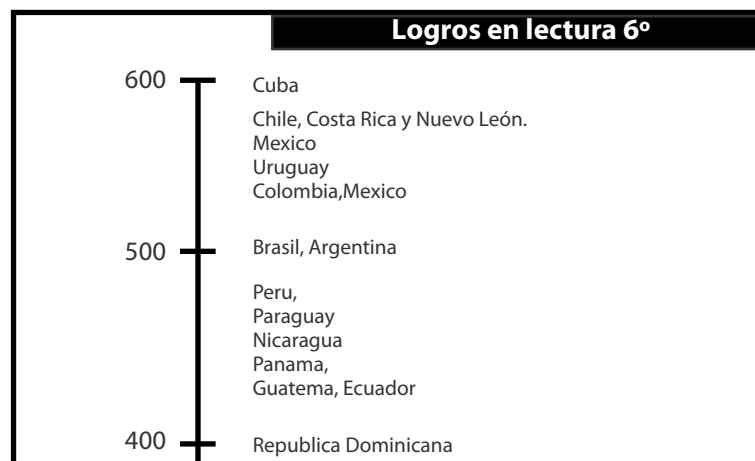 Logros en lectura 6º
600
Cuba
Chile, Costa Rica y Nuevo León.
Mexico
Uruguay
Colombia,Mexico
500
Brasil, Argentina
Peru,
Paraguay
Nicaragua
Panama,
Guatema, Ecuador
400
Republica Dominicana